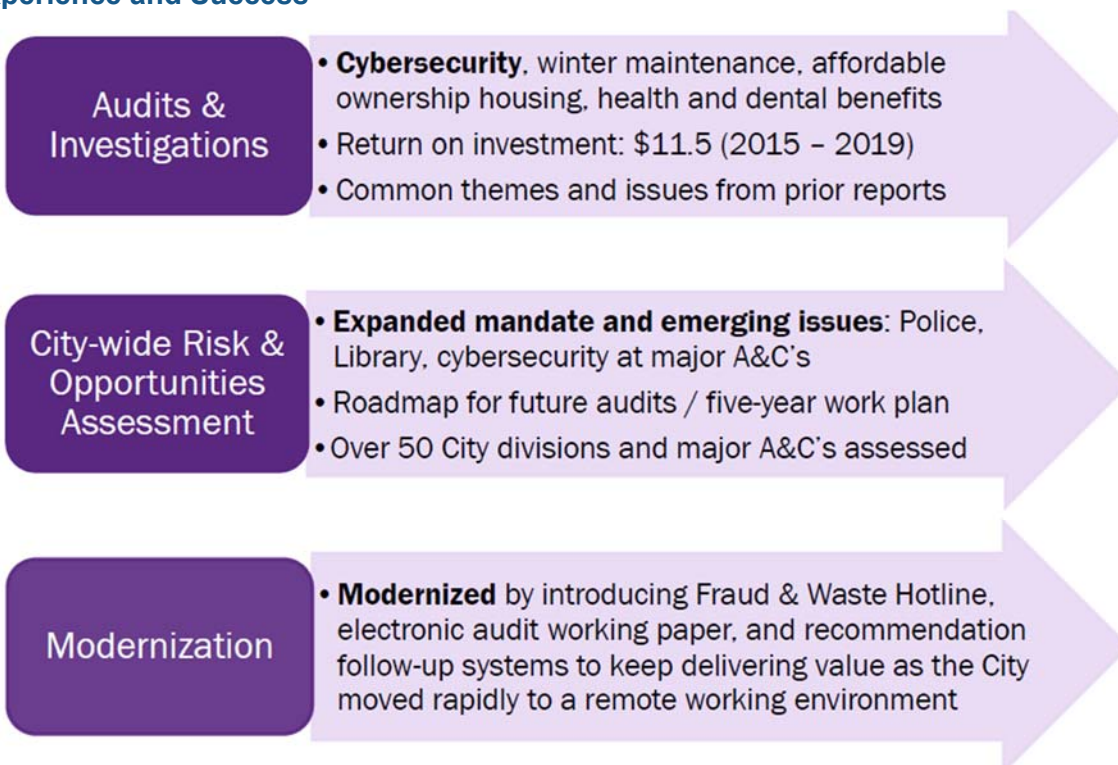 Experience and Success
Audits &
Investigations
• Cybersecurity, winter maintenance, affordable
ownership housing, health and dental benefits
• Return on investment: $11.5 (2015 – 2019)
• Common themes and issues from prior reports
City-wide Risk &
Opportunities
Assessment
• Expanded mandate and emerging issues: Police,
Library, cybersecurity at major A&C's
• Roadmap for future audits / five-year work plan
• Over 50 City divisions and major A&C's assessed
Modernization
• Modernized by introducing Fraud & Waste Hotline,
electronic audit working paper, and recommendation
follow-up systems to keep delivering value as the City
moved rapidly to a remote working environment